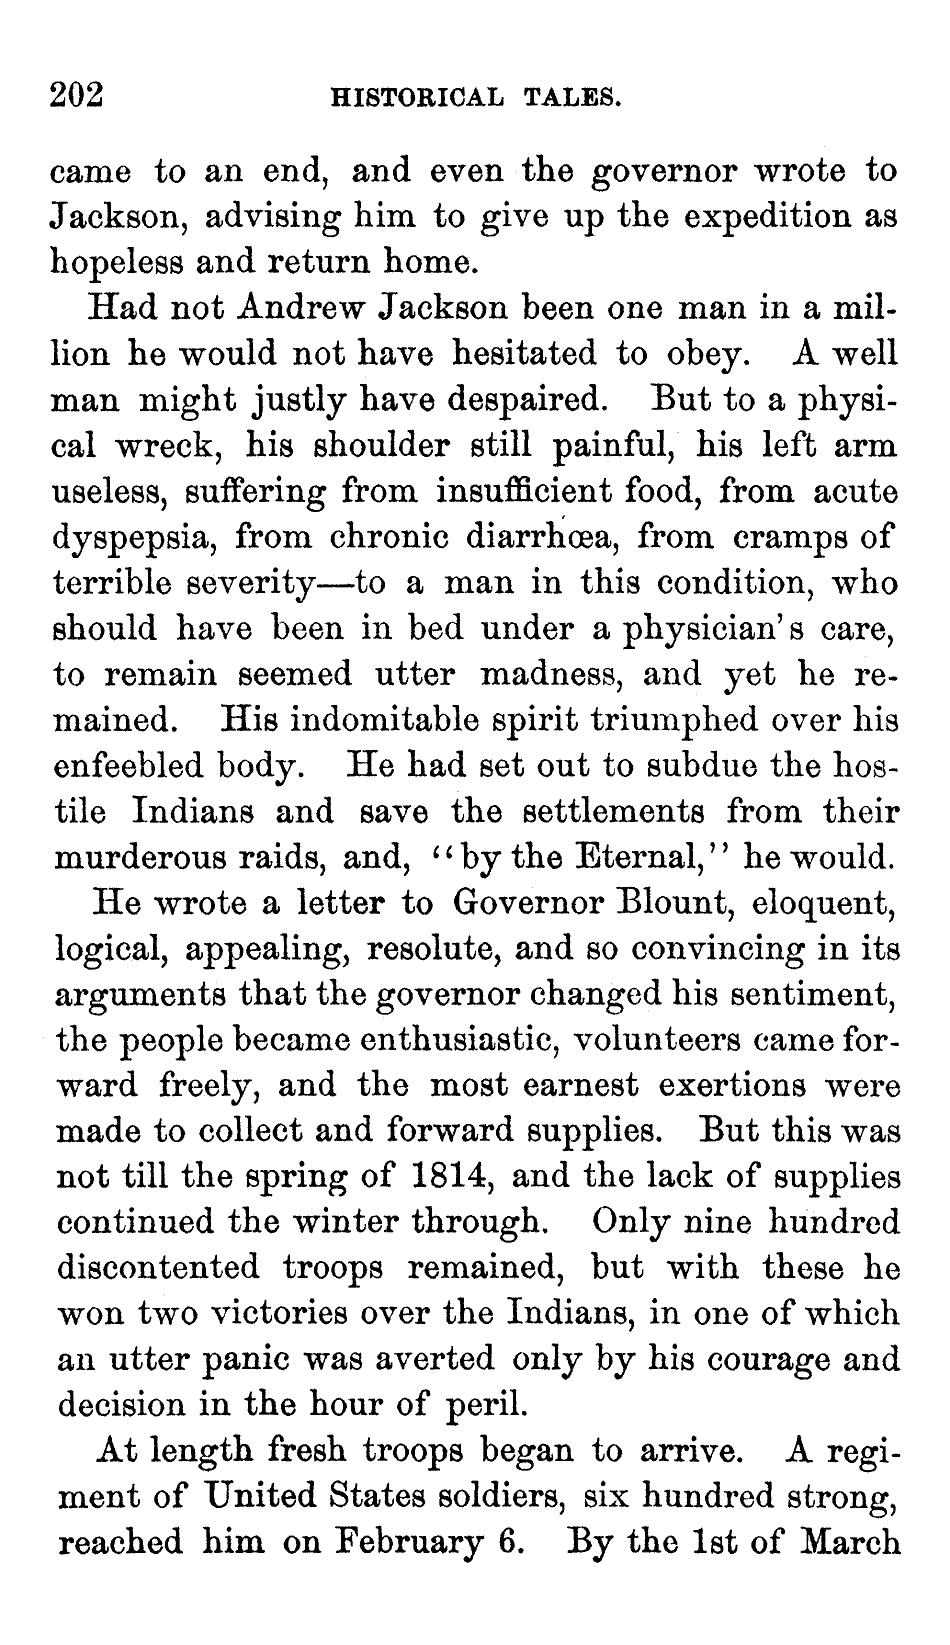 202 HISTORICAL TALES.
came to an end, and even the governor wrote to
Jackson, advising him to give up the expedition as
hopeless and return home.
Had not Andrew Jackson been one man in a mil-
lion he would not have hesitated to obey. A well
man might justly have despaired. But to a physi-
cal wreck, his shoulder still painful, his left arm
useless, suffering from insufficient food, from acute
dyspepsia, from chronic diarrhœa, from cramps of
terrible severity—to a man in this condition, who
should have been in bed under a physician's care,
to remain seemed utter madness, and yet he re-
mained. His indomitable spirit triumphed over his
enfeebled body. He had set out to subdue the hos-
tile Indians and save the settlements from their
murderous raids, and, "by the Eternal," he would.
He wrote a letter to Governor Blount, eloquent,
logical, appealing, resolute, and so convincing in its
arguments that the governor changed his sentiment,
the people became enthusiastic, volunteers came for-
ward freely, and the most earnest exertions were
made to collect and forward supplies. But this was
not till the spring of 1814, and the lack of supplies
continued the winter through. Only nine hundred
discontented troops remained, but with these he
won two victories over the Indians, in one of which
an utter panic was averted only by his courage and
decision in the hour of peril.
At length fresh troops began to arrive. A regi-
ment of United States soldiers, six hundred strong,
reached him on February 6. By the 1st of March